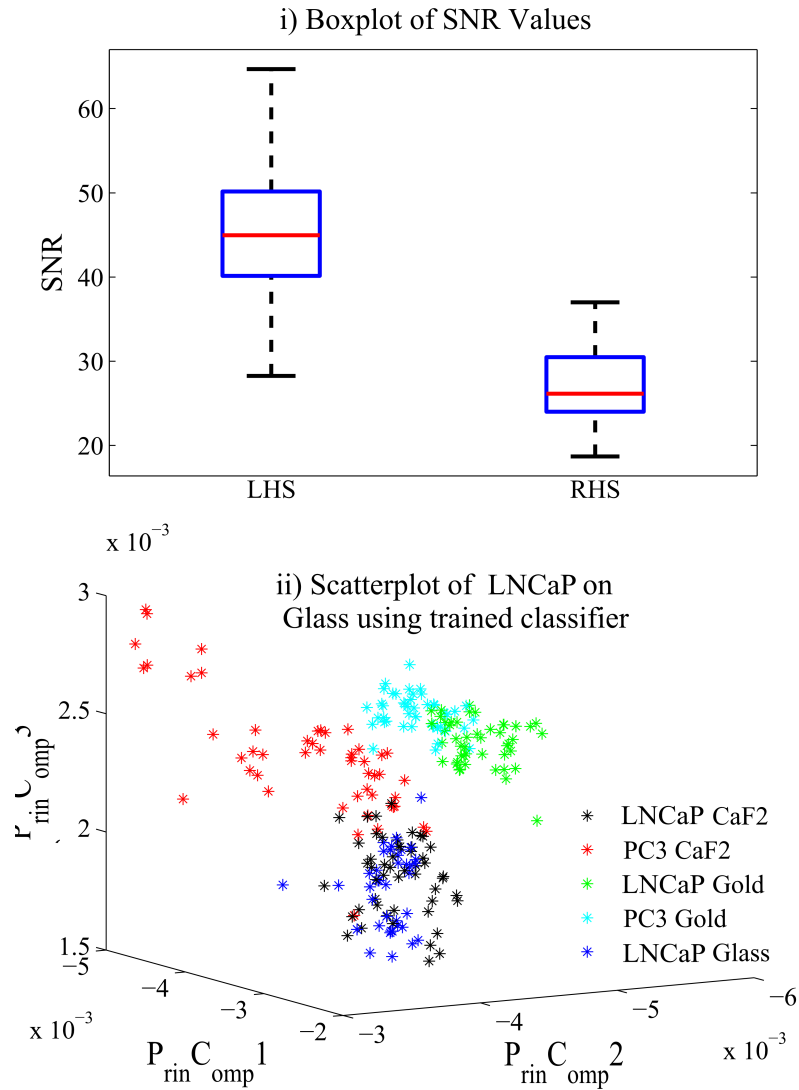 i) Boxplot of SNR Values
SNR
60
50
40
30
20
LHS
RHS
x 10⁻³
ii) Scatterplot of LNCaP on
Glass using trained classifier
3
2.5
2
1.5
LNCaP CaF2
PC3 CaF2
LNCaP Gold
PC3 Gold
LNCaP Glass
−5
−4
−3
−2
−3
−4
−5
−6
x 10⁻³
x 10⁻³
PrinComp1
PrinComp2